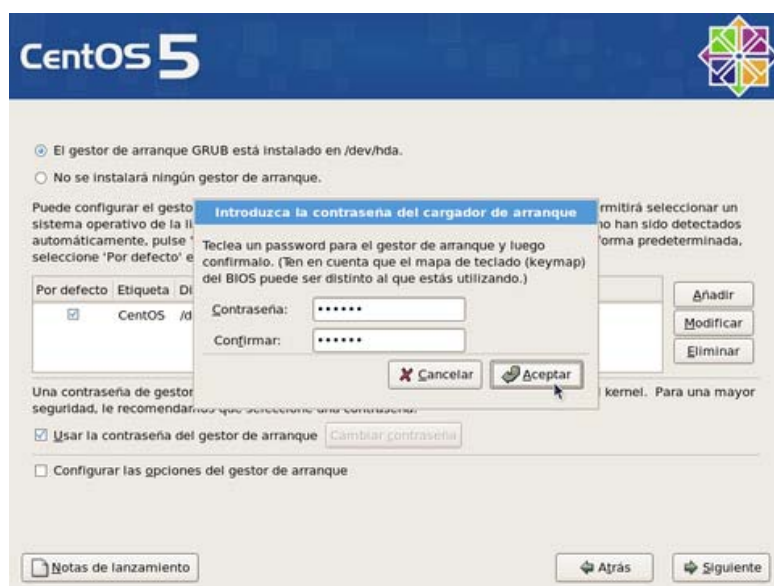 CentOS 5
El gestor de arranque GRUB está instalado en /dev/hda.
No se instalará ningún gestor de arranque.
Puede configurar el gesto rmitirá seleccionar un
sistema operativo de la li no han sido detectados
automáticamente, pulse ' orma predeterminada,
seleccione 'Por defecto' e
Introduzca la contraseña del cargador de arranque
Teclea un password para el gestor de arranque y luego
confirmalo. (Ten en cuenta que el mapa de teclado (keymap)
del BIOS puede ser distinto al que estás utilizando.)
Contraseña: ••••••
Confirmar: ••••••
Cancelar Aceptar
Por defecto Etiqueta Di
CentOS /d
Añadir
Modificar
Eliminar
Una contraseña de gestor kernel. Para una mayor
seguridad, le recomendamos que seleccione una contraseña.
Usar la contraseña del gestor de arranque Cambiar contraseña
Configurar las opciones del gestor de arranque
Notas de lanzamiento Atrás Siguiente